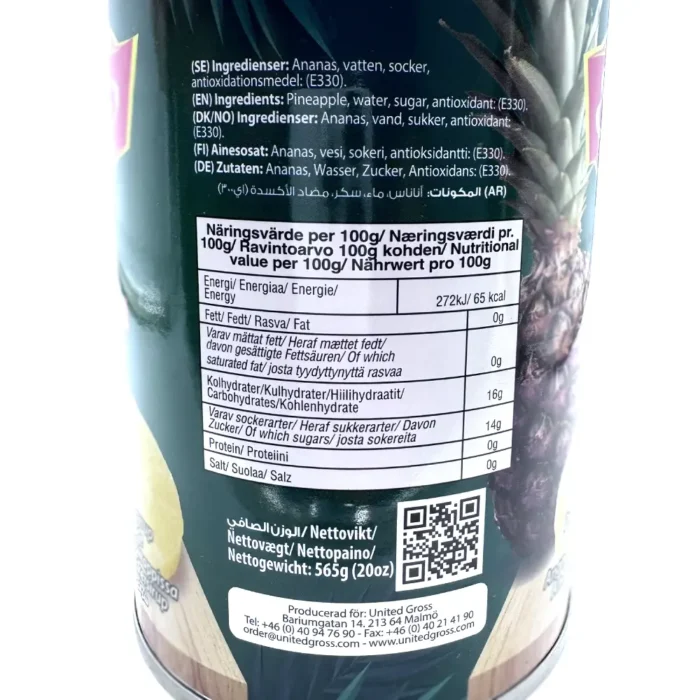 (SE) Ingredienser: Ananas, vatten, socker,
antioxidationsmedel: (E330).
(EN) Ingredients: Pineapple, water, sugar, antioxidant: (E330).
(DK/NO) Ingredienser: Ananas, vand, sukker, antioxidant:
(E330).
(FI) Ainesosat: Ananas, vesi, sokeri, antioksidantti: (E330).
(DE) Zutaten: Ananas, Wasser, Zucker, Antioxidans: (E330).
(AR) المكونات: أناناس، ماء، سكر، مضاد الأكسدة (اي٣٠٠)
Näringsvärde per 100g/ Næringsværdi pr.
100g/ Ravintoarvo 100g kohden/ Nutritional
value per 100g/ Nährwert pro 100g
Energi/ Energiaa/ Energie/
Energy
272kJ/ 65 kcal
Fett/ Fedt/ Rasva/ Fat
0g
Varav mättat fett/ Heraf mættet fedt/
davon gesättigte Fettsäuren/ Of which
saturated fat/ josta tyydyttynyttä rasvaa
0g
Kolhydrater/Kulhydrater/Hiilihydraatit/
Carbohydrates/Kohlenhydrate
16g
Varav sockerarter/ Heraf sukkerarter/ Davon
Zucker/ Of which sugars/ josta sokereita
14g
Protein/ Proteiini
0g
Salt/ Suolaa/ Salz
0g
الوزن الصافي/ Nettovikt/
Nettovægt/ Nettopaino/
Nettogewicht: 565g (20oz)
Producerad för: United Gross
Bariumgatan 14, 213 64 Malmö
Tel: +46 (0) 40 94 76 90 - Fax: +46 (0) 40 21 41 90
order@unitedgross.com - www.unitedgross.com